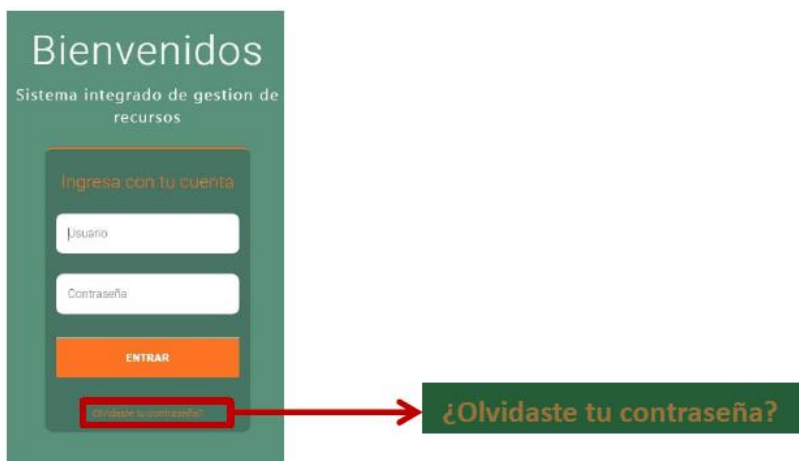 Bienvenidos
Sistema integrado de gestion de
recursos
Ingresa con tu cuenta
Usuario
Contraseña
ENTRAR
Olvidaste tu contraseña?
¿Olvidaste tu contraseña?